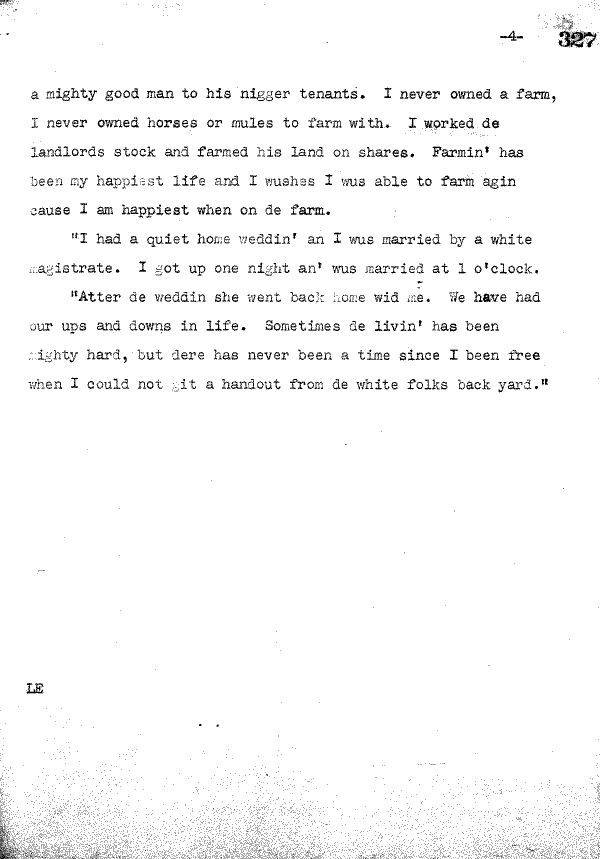 -4-
327
a mighty good man to his nigger tenants. I never owned a farm,
I never owned horses or mules to farm with. I worked de
landlords stock and farmed his land on shares. Farmin' has
been my happiest life and I wushes I wus able to farm agin
cause I am happiest when on de farm.
"I had a quiet home weddin' an I wus married by a white
magistrate. I got up one night an' wus married at 1 o'clock.
"Atter de weddin she went back home wid me. We have had
our ups and downs in life. Sometimes de livin' has been
mighty hard, but dere has never been a time since I been free
when I could not git a handout from de white folks back yard."
LE